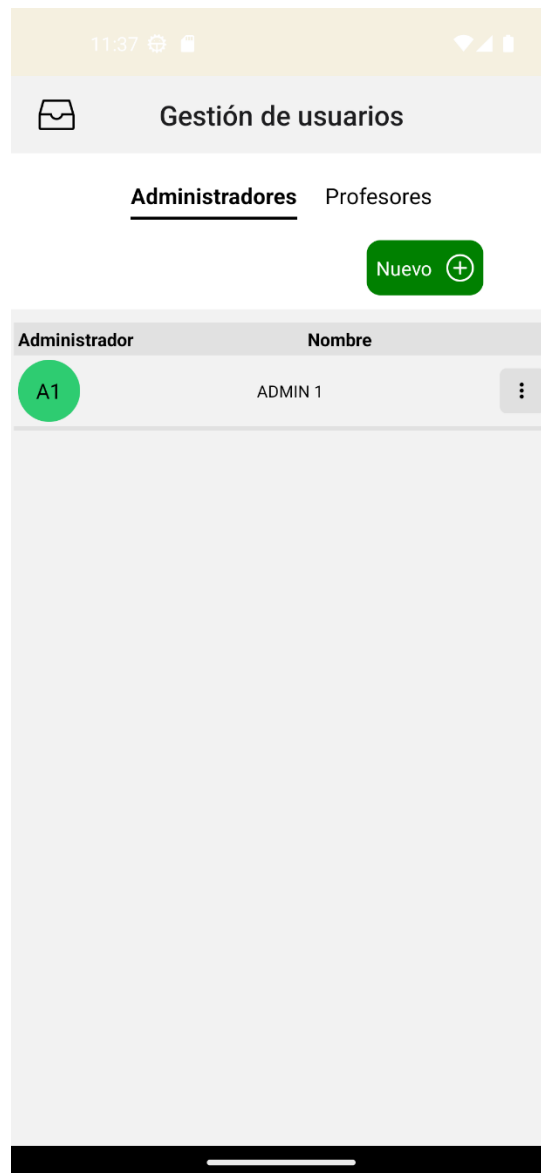 11:37
Gestión de usuarios
Administradores Profesores
Nuevo
Administrador Nombre
A1 ADMIN 1